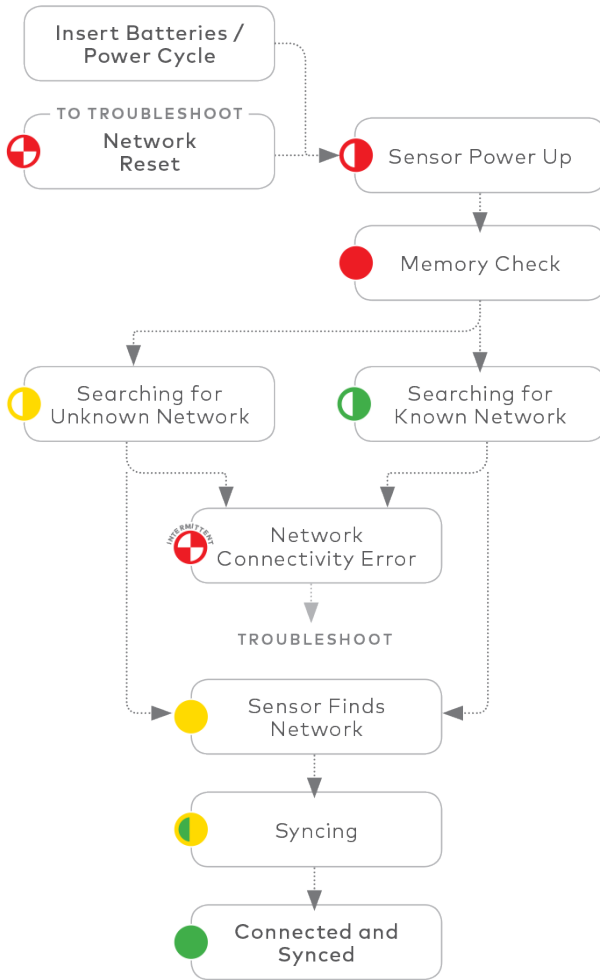 Insert Batteries /
Power Cycle
TO TROUBLESHOOT
Network
Reset
Sensor Power Up
Memory Check
Searching for
Unknown Network
Searching for
Known Network
INTERMITTENT
Network
Connectivity Error
TROUBLESHOOT
Sensor Finds
Network
Syncing
Connected and
Synced